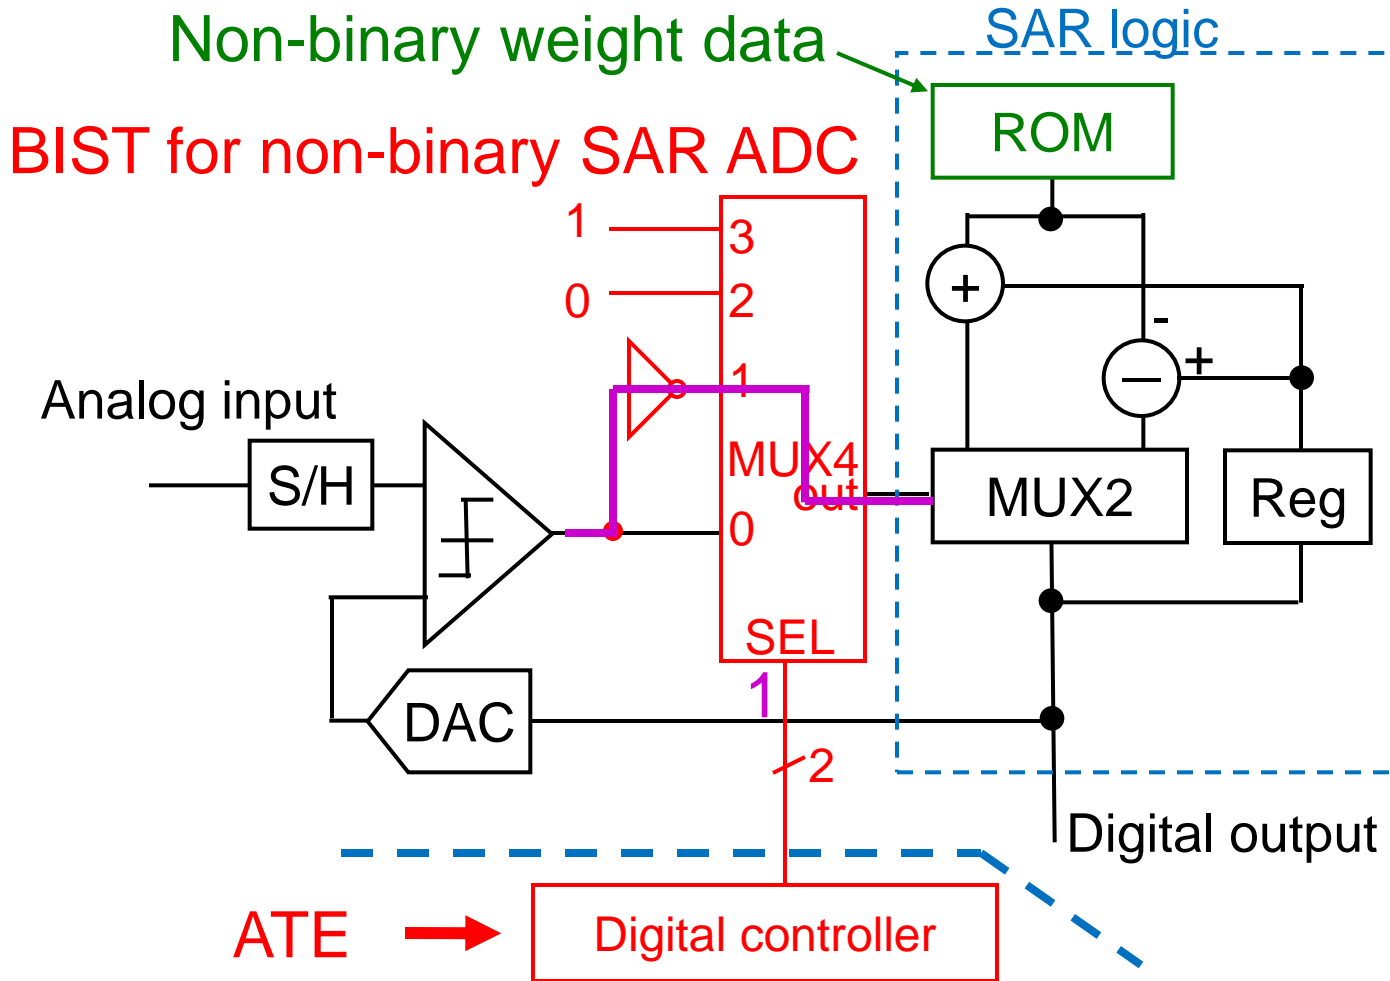 SAR logic
Non-binary weight data
ROM
BIST for non-binary SAR ADC
1
3
+
0
2
-
+
1
—
Analog input
MUX4
S/H
out
MUX2
Reg
0
SEL
1
DAC
2
Digital output
ATE
Digital controller